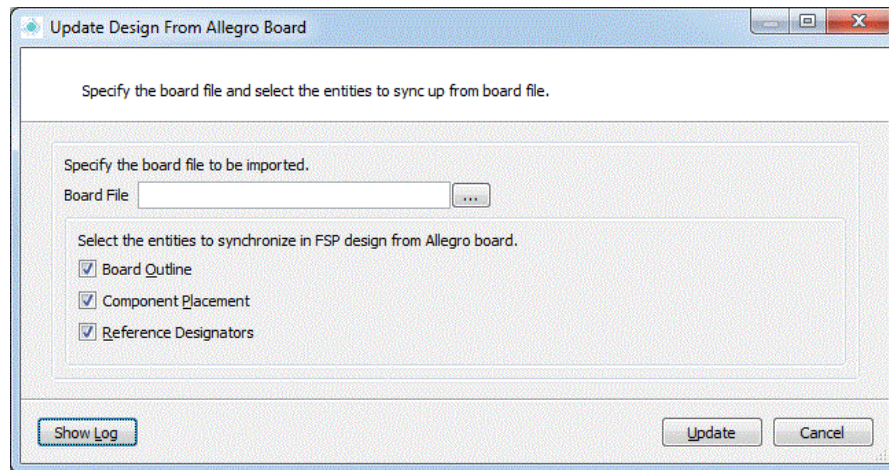 Update Design From Allegro Board
Specify the board file and select the entities to sync up from board file.
Specify the board file to be imported.
Board File
...
Select the entities to synchronize in FSP design from Allegro board.
Board Outline
Component Placement
Reference Designators
Show Log
Update
Cancel